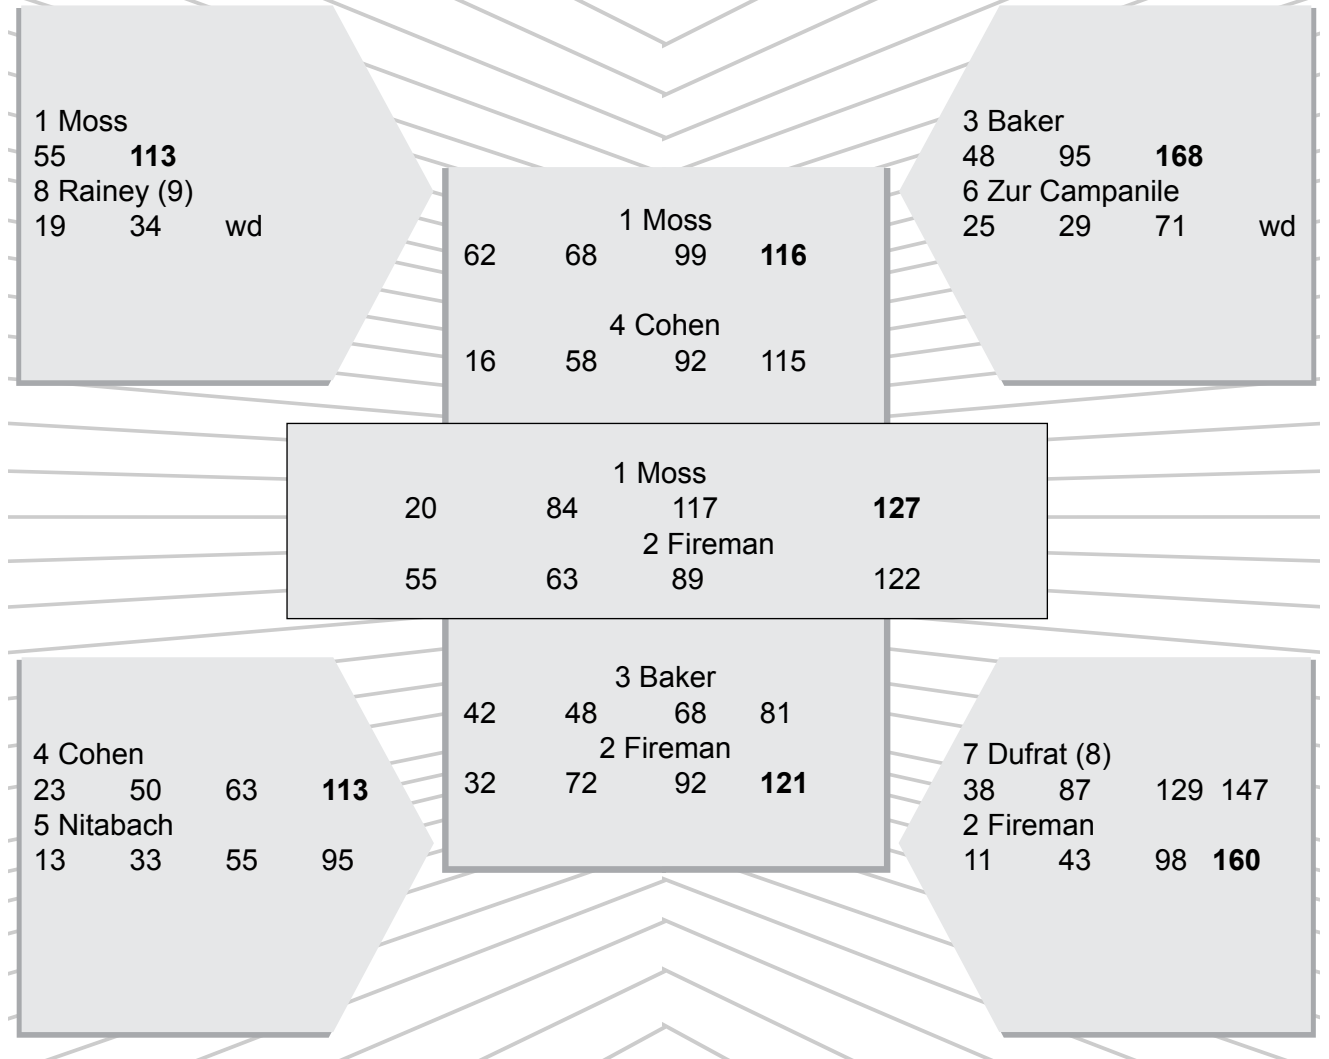 1 Moss
55 113
8 Rainey (9)
19 34 wd
3 Baker
48 95 168
6 Zur Campanile
25 29 71 wd
1 Moss
62 68 99 116
4 Cohen
16 58 92 115
1 Moss
20 84 117 127
2 Fireman
55 63 89 122
3 Baker
42 48 68 81
2 Fireman
32 72 92 121
4 Cohen
23 50 63 113
5 Nitabach
13 33 55 95
7 Dufrat (8)
38 87 129 147
2 Fireman
11 43 98 160